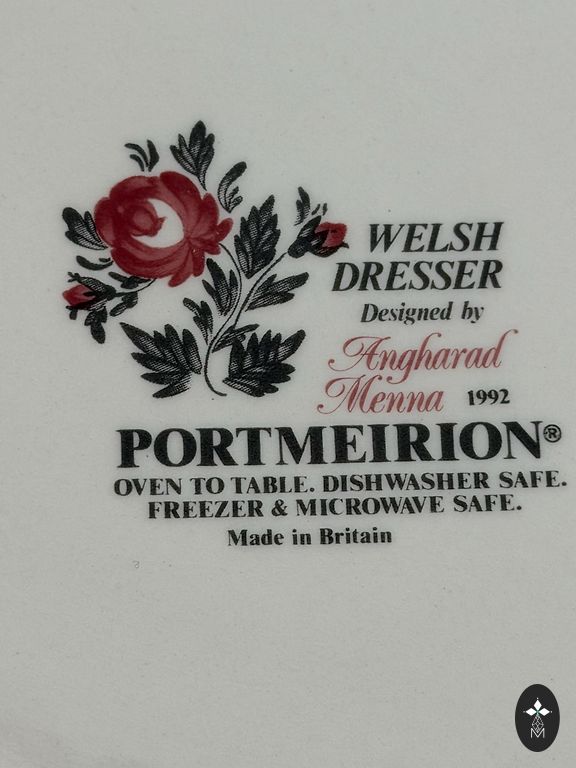 WELSH
DRESSER
Designed by
Angharad
Menna 1992
PORTMEIRION®
OVEN TO TABLE. DISHWASHER SAFE.
FREEZER & MICROWAVE SAFE.
Made in Britain
M